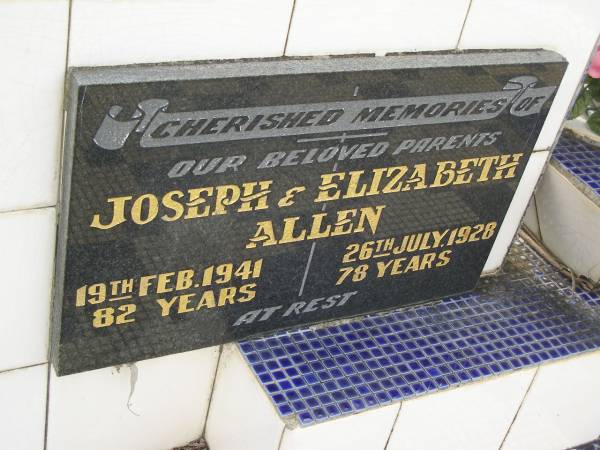 CHERISHED MEMORIES OF
OUR BELOVED PARENTS
JOSEPH & ELIZABETH
ALLEN
19TH FEB. 1941
82 YEARS
26TH JULY, 1928
78 YEARS
AT REST